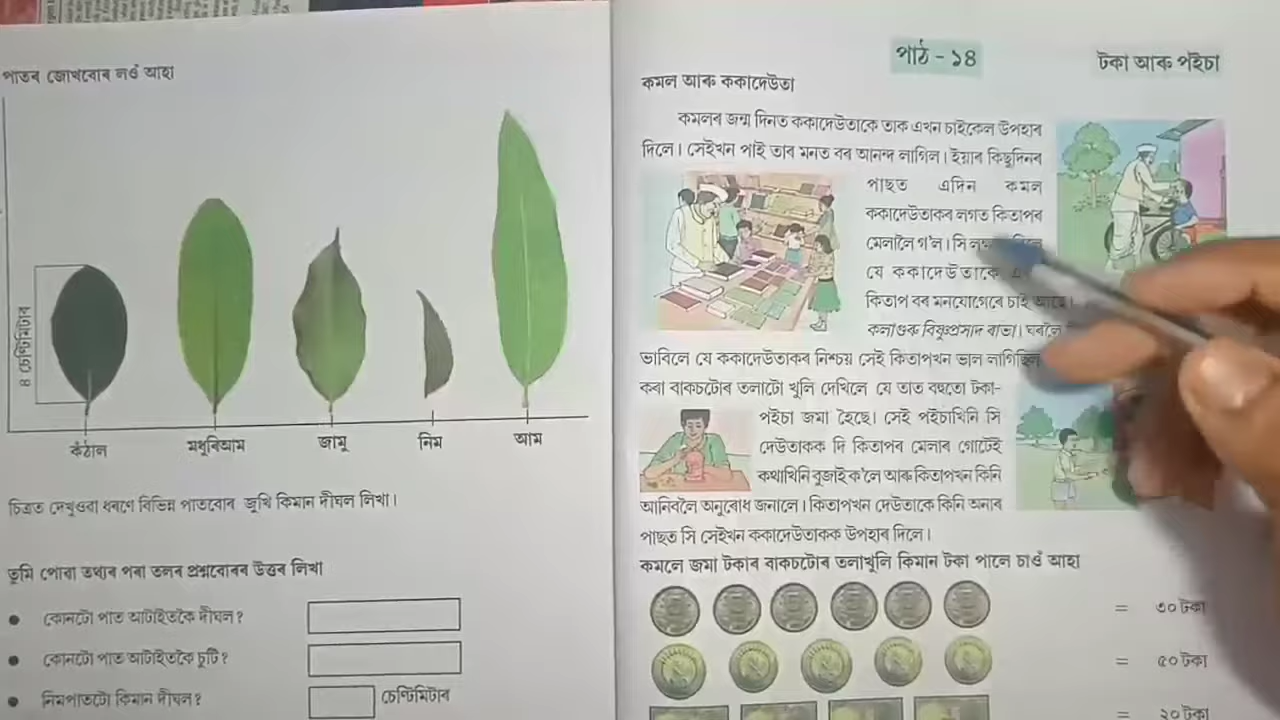 পাতৰ জোখবোৰ লওঁ আহা
৪ চেণ্টিমিটাৰ
কঁঠাল
মধুৰিআম
জামু
নিম
আম
চিত্ৰত দেখুওৱা ধৰণে বিভিন্ন পাতবোৰ জুখি কিমান দীঘল লিখা।
তুমি পোৱা তথ্যৰ পৰা তলৰ প্ৰশ্নবোৰৰ উত্তৰ লিখা
● কোনটো পাত আটাইতকৈ দীঘল?
● কোনটো পাত আটাইতকৈ চুটি?
● নিমপাতটো কিমান দীঘল? চেণ্টিমিটাৰ
পাঠ - ১৪
টকা আৰু পইচা
কমল আৰু ককাদেউতা
কমলৰ জন্ম দিনত ককাদেউতাকে তাক এখন চাইকেল উপহাৰ
দিলে। সেইখন পাই তাৰ মনত বৰ আনন্দ লাগিল। ইয়াৰ কিছুদিনৰ
পাছত এদিন কমল
ককাদেউতাকৰ লগত কিতাপৰ
মেলালৈ গ'ল। সি
যে ককাদেউতাকে
কিতাপ বৰ মনযোগেৰে চাই আছে।
কলাগুৰু বিষ্ণুপ্ৰসাদ ৰাভা। ঘৰলৈ
ভাবিলে যে ককাদেউতাকৰ নিশ্চয় সেই কিতাপখন ভাল লাগিছিল
কৰা বাকচটোৰ তলাটো খুলি দেখিলে যে তাত বহুতো টকা-
পইচা জমা হৈছে। সেই পইচাখিনি সি
দেউতাকক দি কিতাপৰ মেলাৰ গোটেই
কথাখিনি বুজাই ক'লে আৰু কিতাপখন কিনি
আনিবলৈ অনুৰোধ জনালে। কিতাপখন দেউতাকে কিনি অনাৰ
পাছত সি সেইখন ককাদেউতাকক উপহাৰ দিলে।
কমলে জমা টকাৰ বাকচটোৰ তলাখুলি কিমান টকা পালে চাওঁ আহা
= ৩০ টকা
= ৫০ টকা
= ২০ টকা